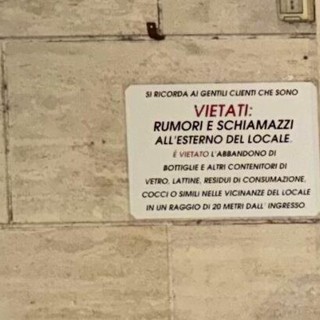 SI RICORDA AI GENTILI CLIENTI CHE SONO
VIETATI:
RUMORI E SCHIAMAZZI
ALL'ESTERNO DEL LOCALE.
È VIETATO L'ABBANDONO DI
BOTTIGLIE E ALTRI CONTENITORI DI
VETRO, LATTINE, RESIDUI DI CONSUMAZIONE,
COCCI O SIMILI NELLE VICINANZE DEL LOCALE
IN UN RAGGIO DI 20 METRI DALL' INGRESSO